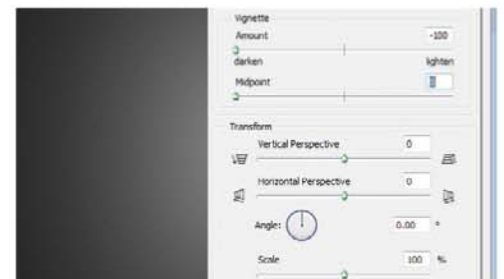 Vignette
Amount -100
darken lighten
Midpoint
Transform
Vertical Perspective 0
Horizontal Perspective 0
Angle: 0.00 °
Scale 100 %